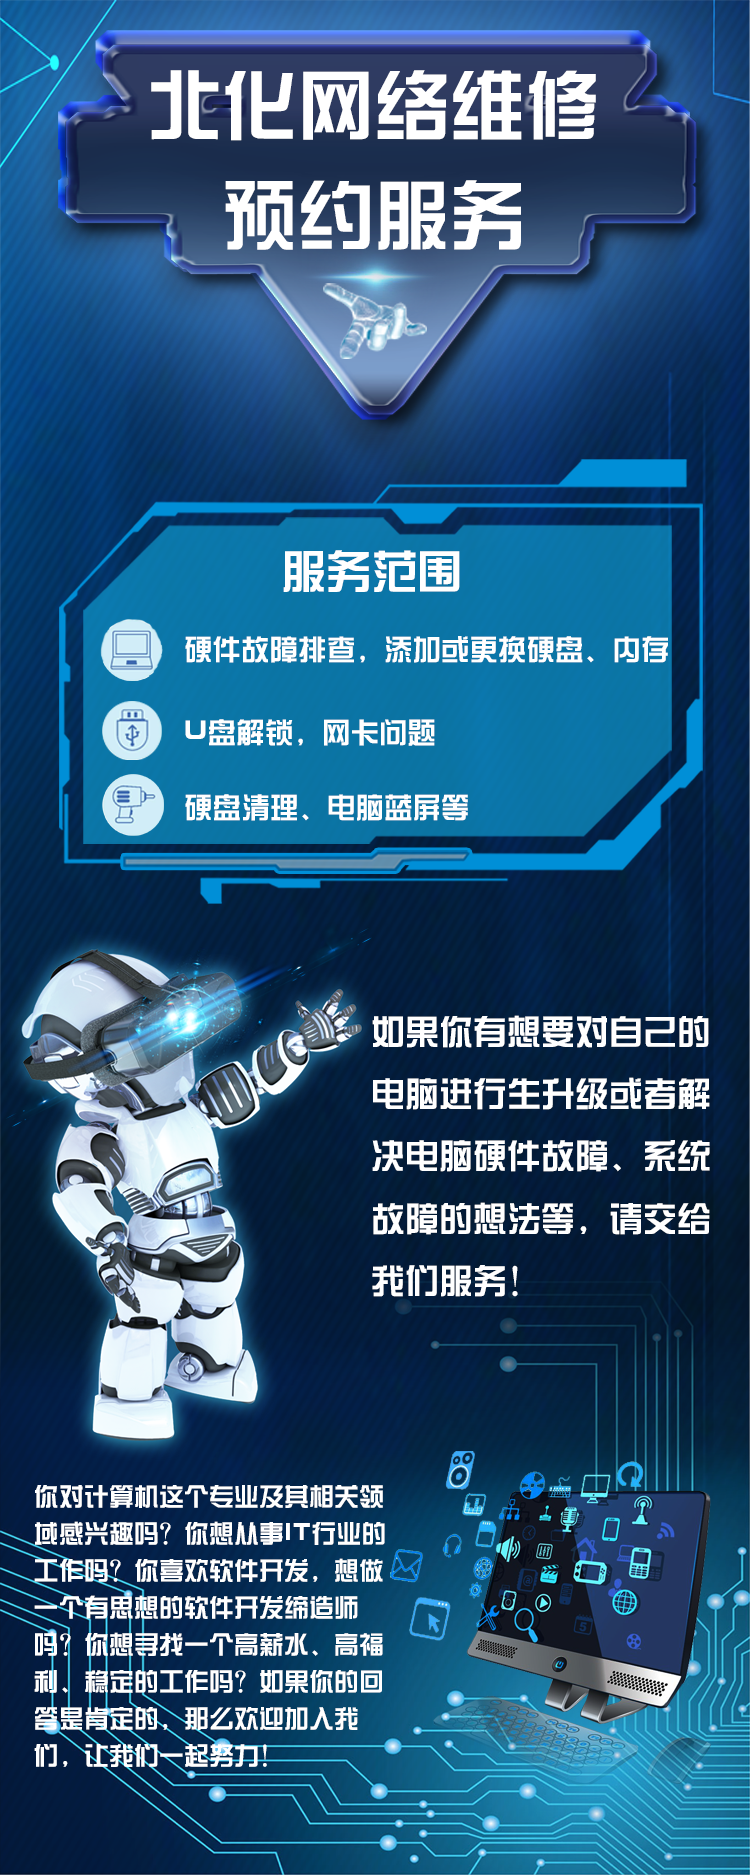 北化网络维修
预约服务
服务范围
硬件故障排查，添加或更换硬盘、内存
U盘解锁，网卡问题
硬盘清理、电脑蓝屏等
如果你有想要对自己的
电脑进行生升级或者解
决电脑硬件故障、系统
故障的想法等，请交给
我们服务！
你对计算机这个专业及其相关领
域感兴趣吗？你想从事IT行业的
工作吗？你喜欢软件开发，想做
一个有思想的软件开发缔造师
吗？你想寻找一个高薪水、高福
利、稳定的工作吗？如果你的回
答是肯定的，那么欢迎加入我
们，让我们一起努力！